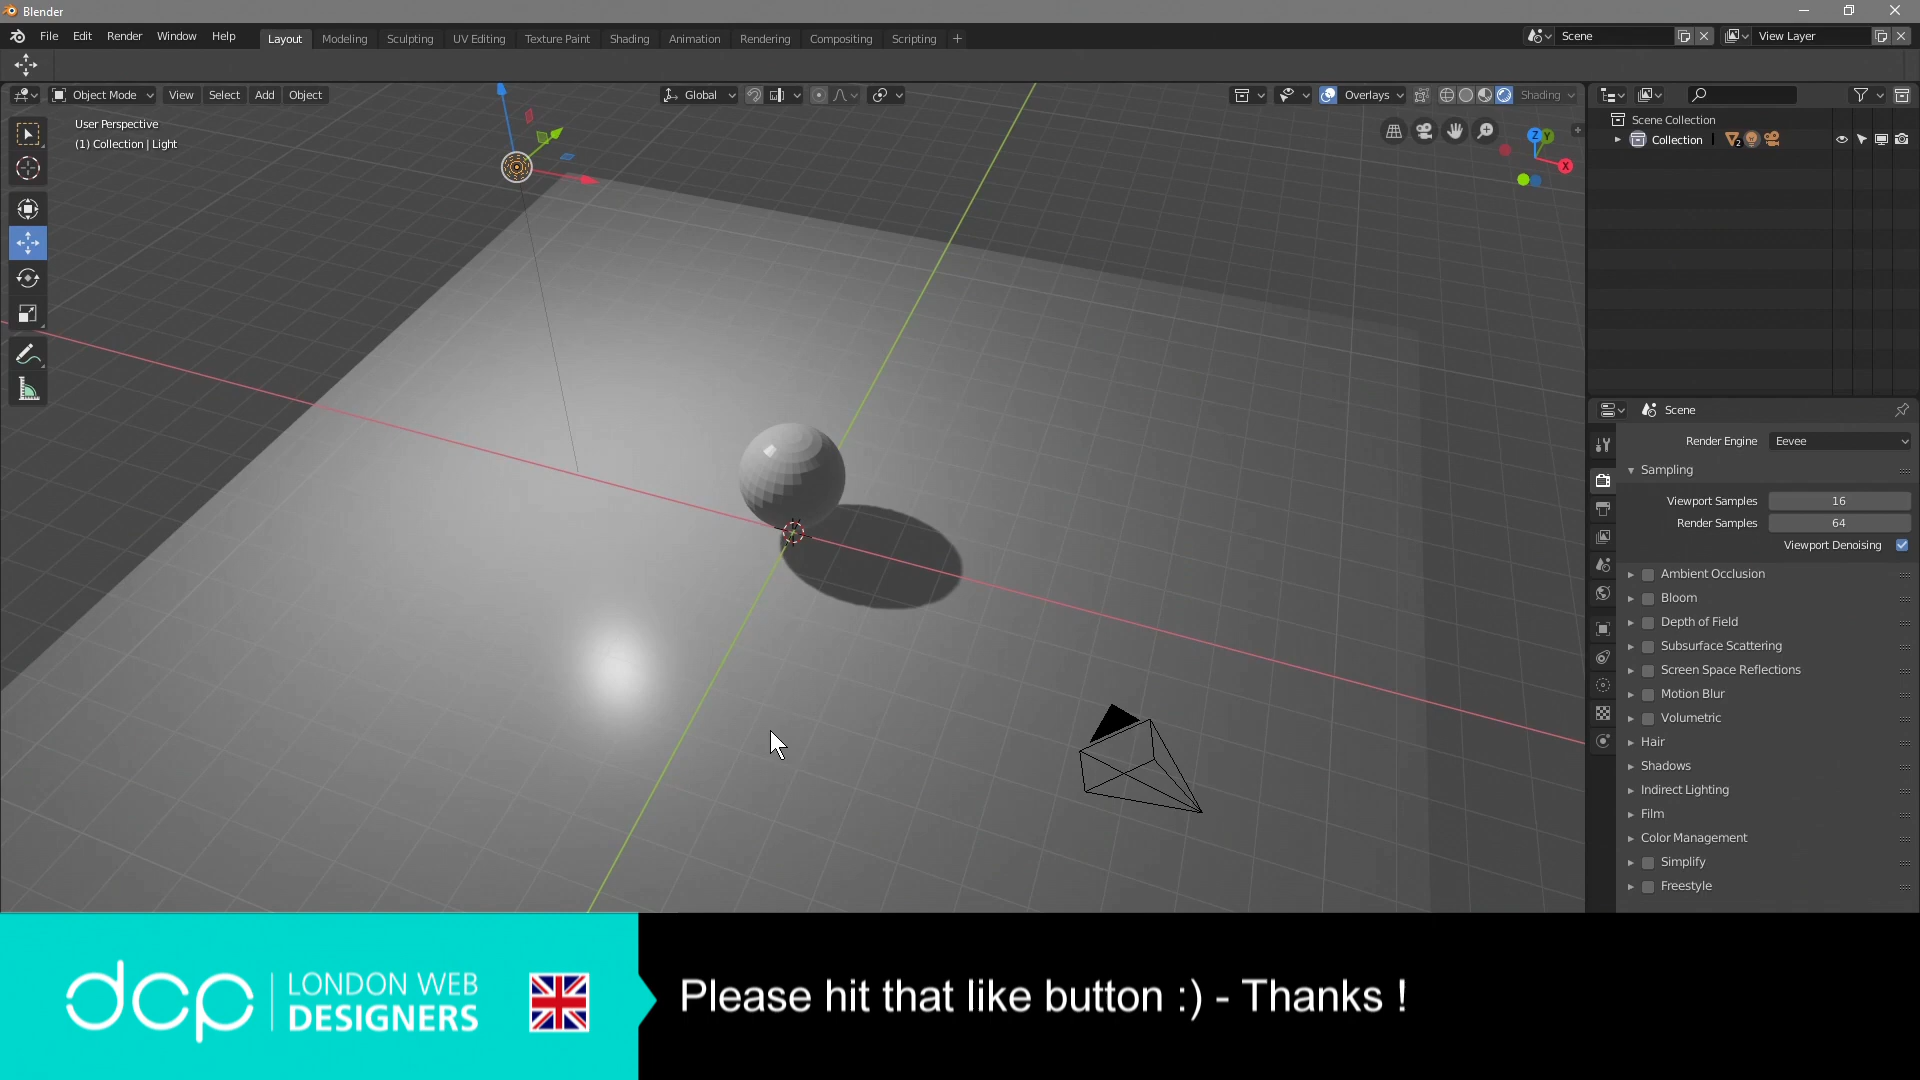 Blender
File Edit Render Window Help Layout Modeling Sculpting UV Editing Texture Paint Shading Animation Rendering Compositing Scripting + Scene View Layer
Object Mode View Select Add Object Global Overlays Shading
User Perspective
(1) Collection | Light
Z Y
X
Scene Collection
Collection 2
Scene
Render Engine Eevee
Sampling
Viewport Samples 16
Render Samples 64
Viewport Denoising
Ambient Occlusion
Bloom
Depth of Field
Subsurface Scattering
Screen Space Reflections
Motion Blur
Volumetric
Hair
Shadows
Indirect Lighting
Film
Color Management
Simplify
Freestyle
dcp LONDON WEB
DESIGNERS
Please hit that like button :) - Thanks !